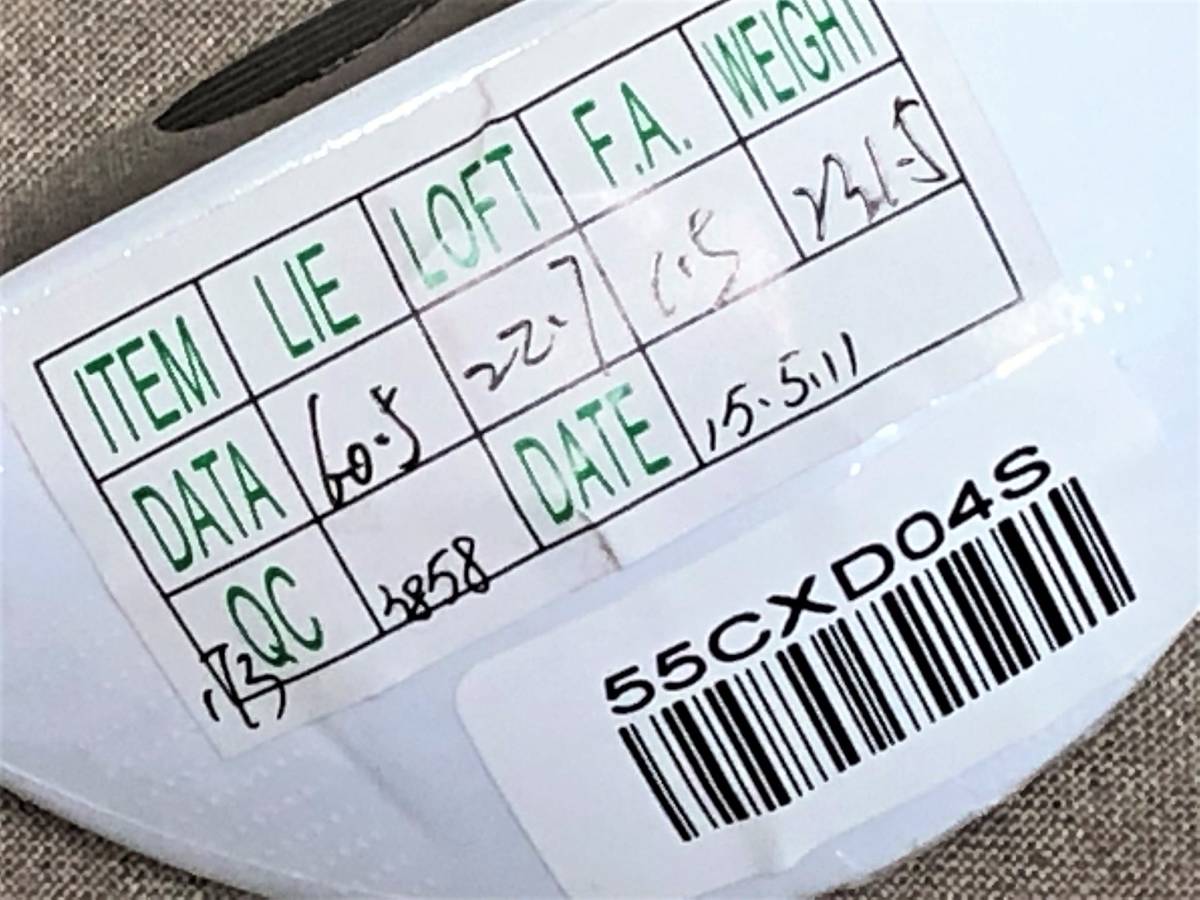 ITEM LIE LOFT F.A. WEIGHT
DATA 60.5 22.7 1.5 231.5
QC 3858 DATE 15.5.11
55CXD04S